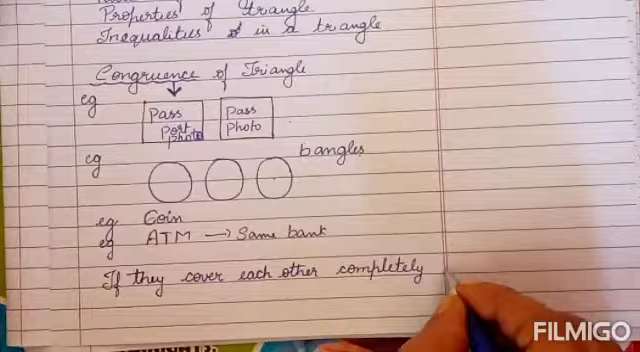 Properties of triangle
Inequalities in a triangle
Congruence of Triangle
eg
Pass
Port
photo
Pass
Photo
eg
bangles
eg Coin
eg ATM → Same bank
If they cover each other completely
FILMIGO